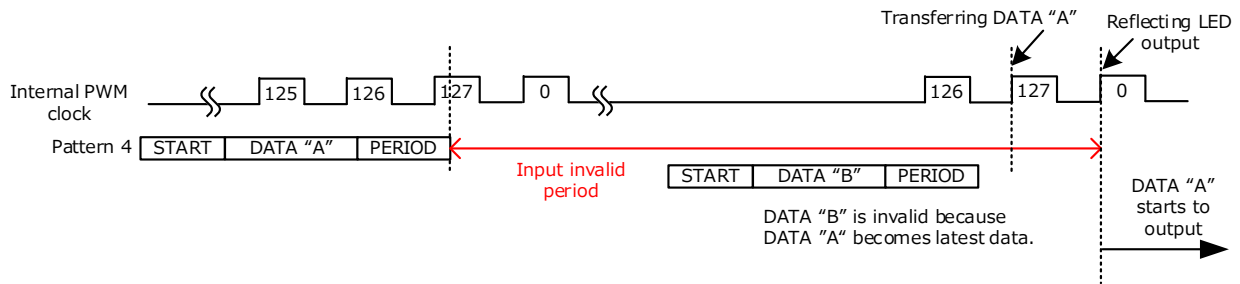 Transferring DATA “A”
Reflecting LED
output
Internal PWM
clock
125 126 127 0 126 127 0
Pattern 4 START DATA “A” PERIOD
Input invalid
period
START DATA “B” PERIOD
DATA “B” is invalid because
DATA ”A“ becomes latest data.
DATA “A”
starts to
output